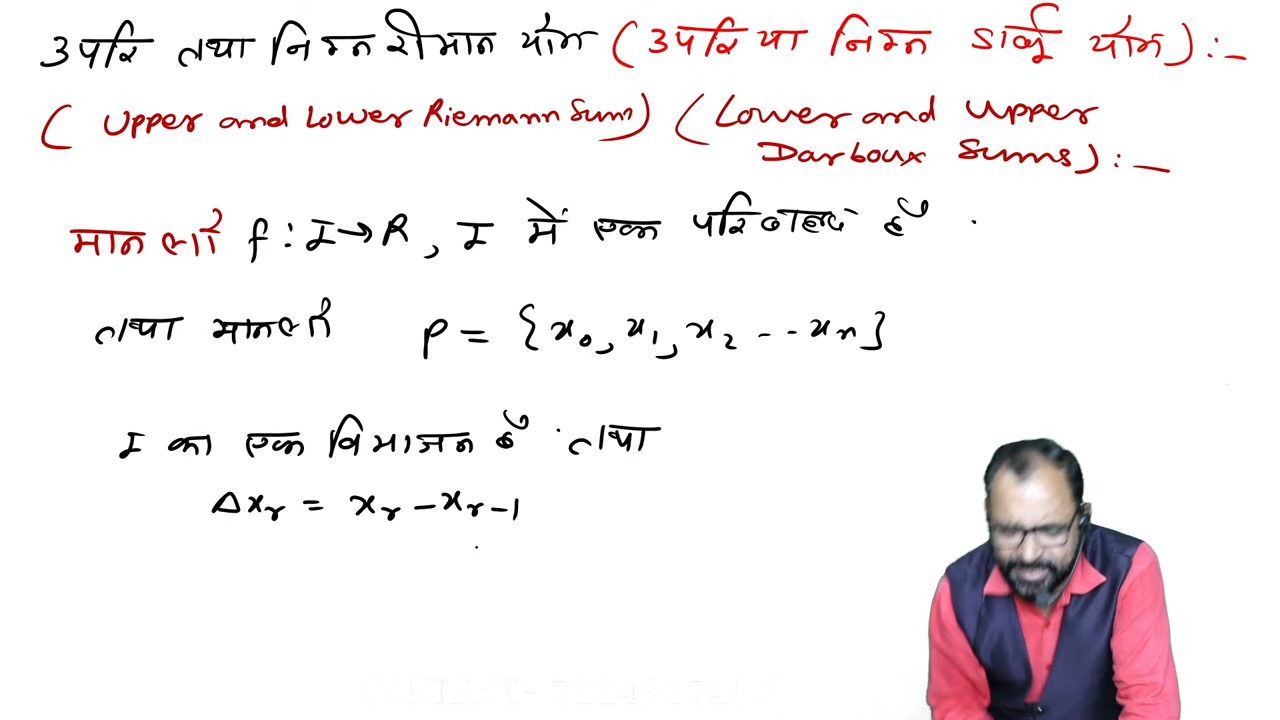 उपरि तथा निम्न रीमान योग (उपरि या निम्न डार्बू योग) :-
( Upper and Lower Riemann Sum) (Lower and Upper
Darboux Sums) :-
मान लो f : I → R , I में एक परिबद्ध है .
तथा मानलो P = {x₀, x₁, x₂ - - xₙ}
I का एक विभाजन है . तथा
Δxᵣ = xᵣ - xᵣ-1